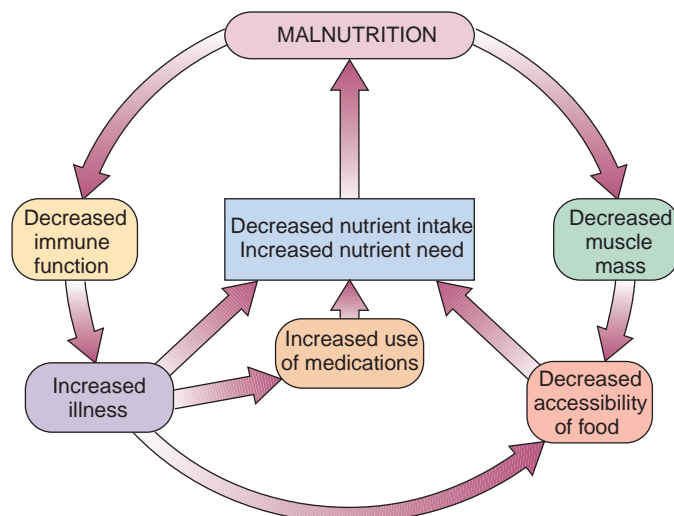 MALNUTRITION
Decreased
immune
function
Decreased nutrient intake
Increased nutrient need
Decreased
muscle
mass
Increased use
of medications
Increased
illness
Decreased
accessibility
of food